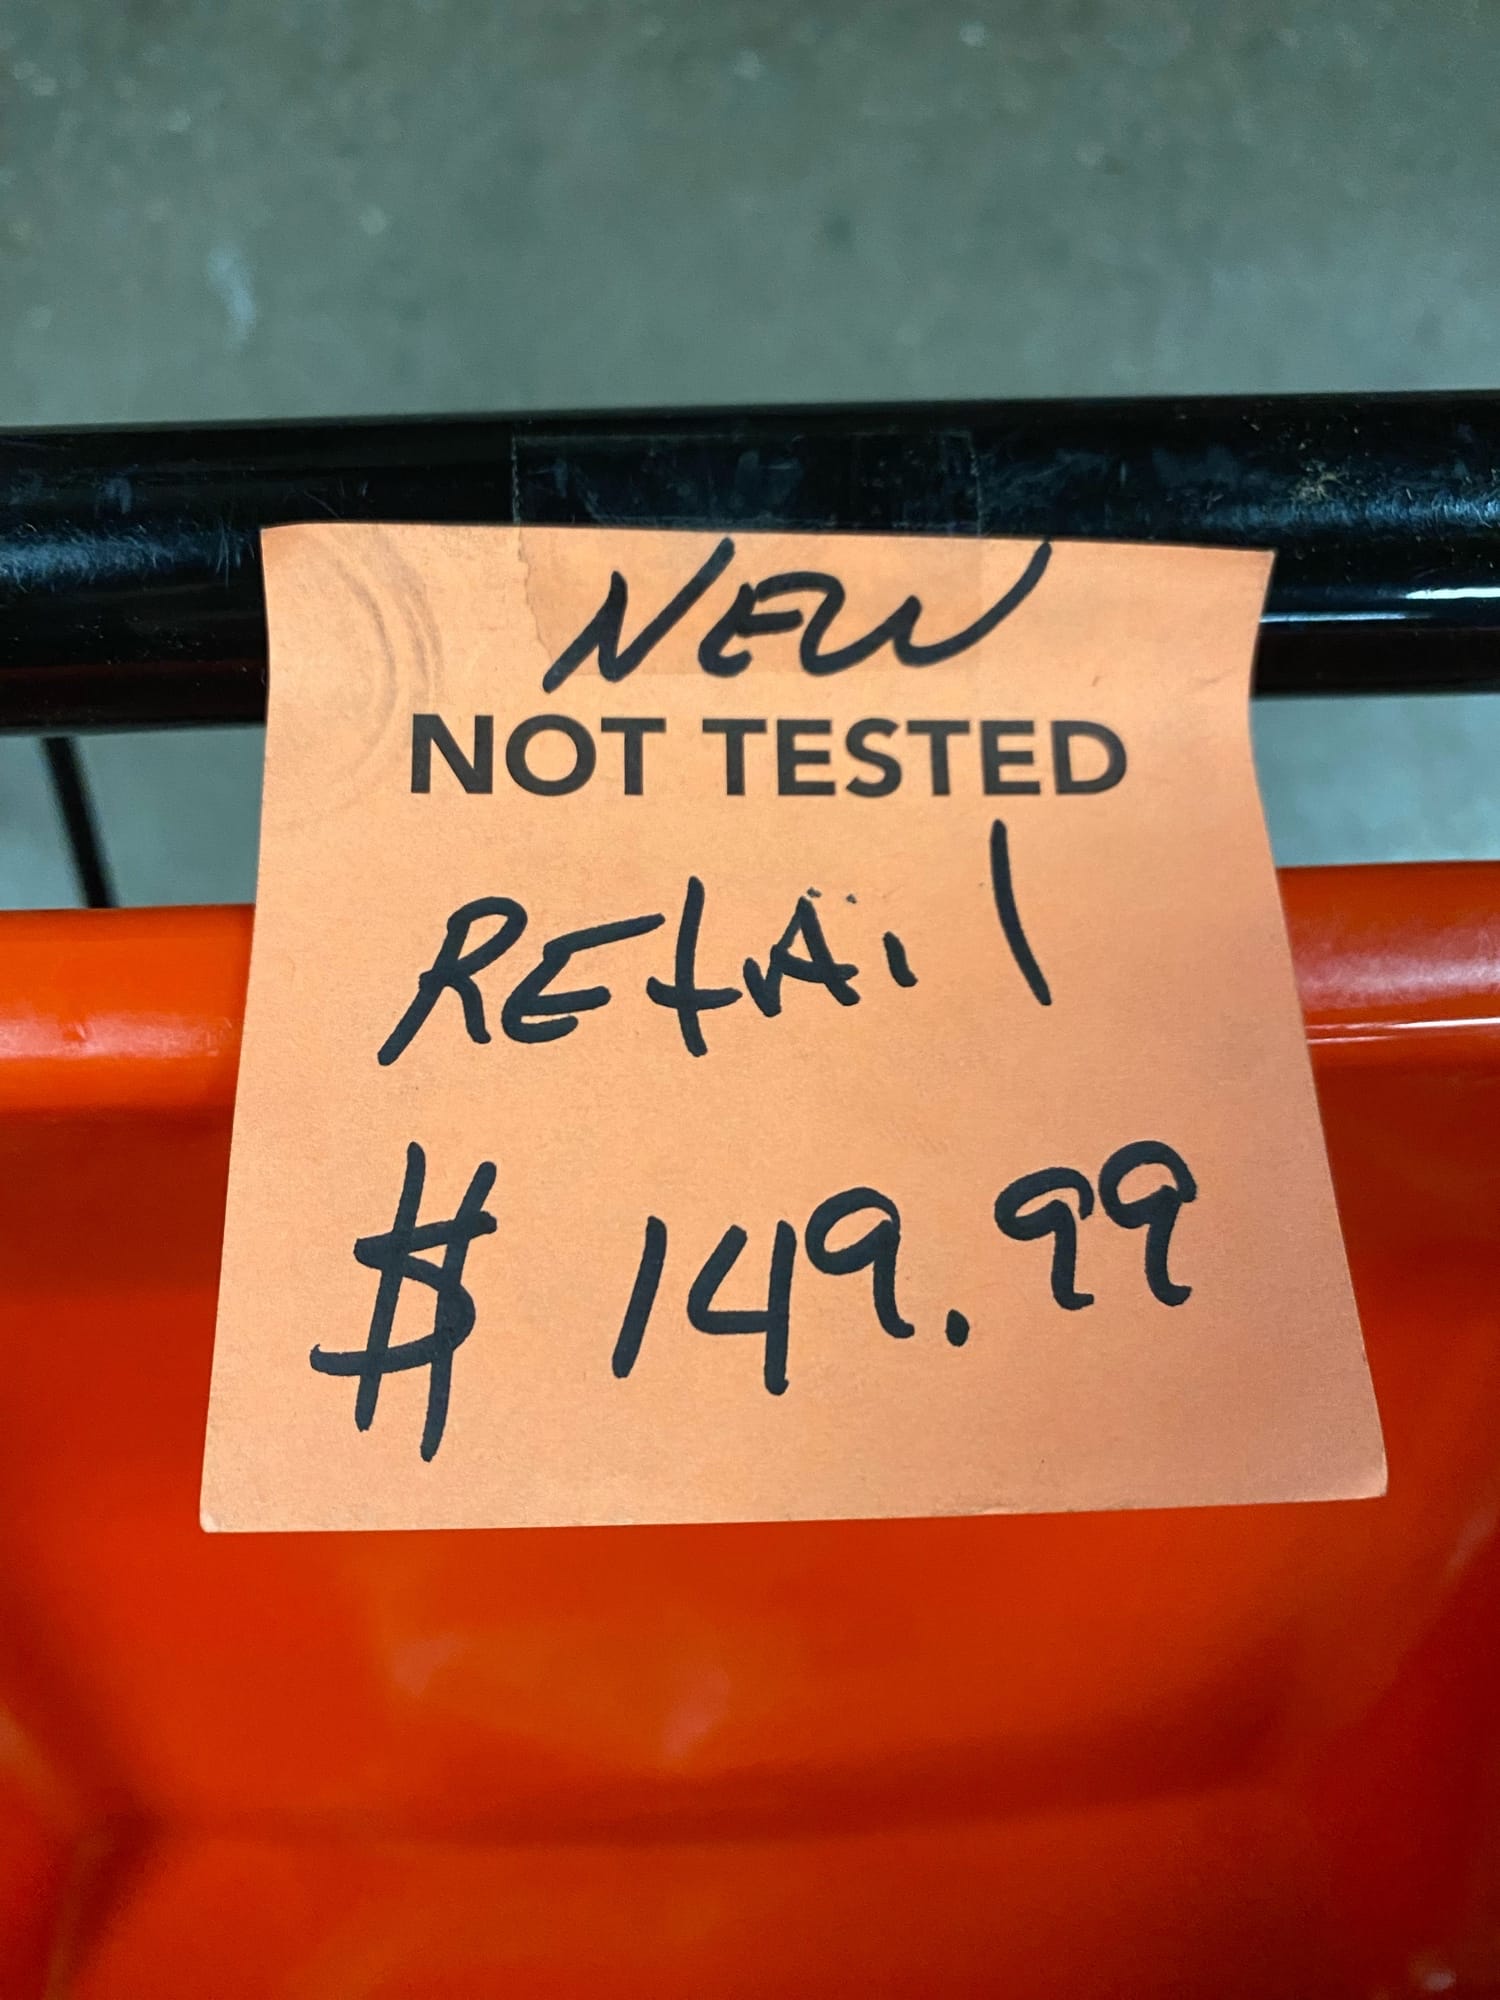 NEW
NOT TESTED
REtAil
$ 149.99